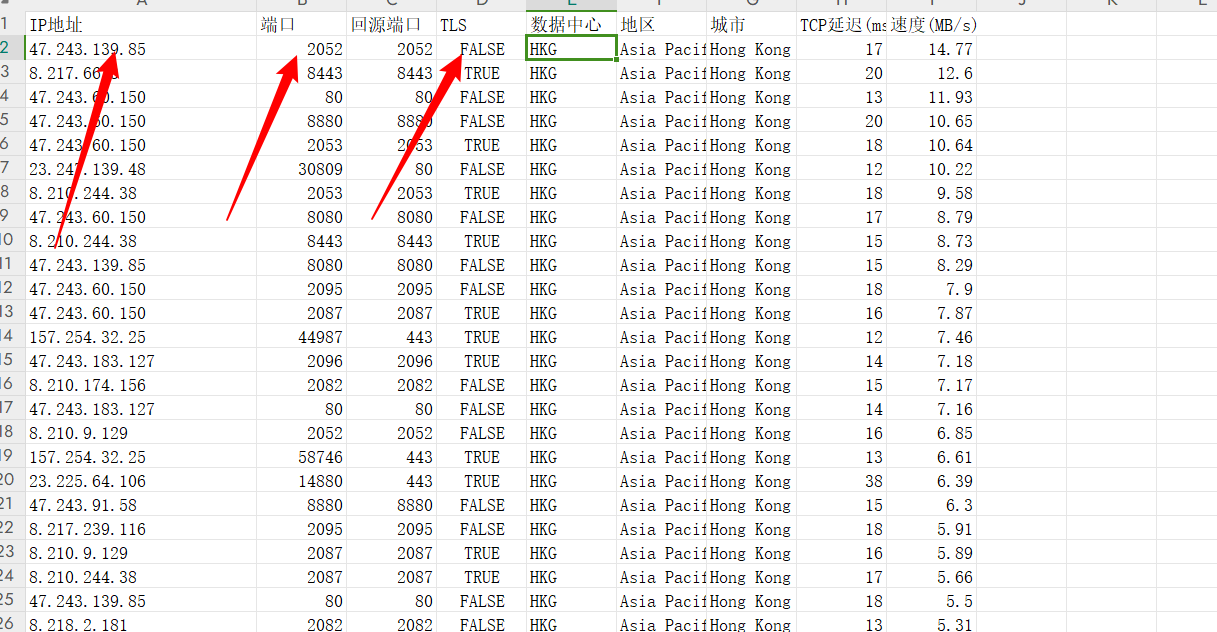 A B C D E F G H I J K L
1 IP地址 端口 回源端口 TLS 数据中心 地区 城市 TCP延迟(ms 速度(MB/s)
2 47.243.139.85 2052 2052 FALSE HKG Asia Pacif Hong Kong 17 14.77
3 8.217.66 8443 8443 TRUE HKG Asia Pacif Hong Kong 20 12.6
4 47.243.60.150 80 80 FALSE HKG Asia Pacif Hong Kong 13 11.93
5 47.243.60.150 8880 8880 FALSE HKG Asia Pacif Hong Kong 20 10.65
6 47.243.60.150 2053 2053 TRUE HKG Asia Pacif Hong Kong 18 10.64
7 23.247.139.48 30809 80 FALSE HKG Asia Pacif Hong Kong 12 10.22
8 8.210.244.38 2053 2053 TRUE HKG Asia Pacif Hong Kong 18 9.58
9 47.243.60.150 8080 8080 FALSE HKG Asia Pacif Hong Kong 17 8.79
10 8.210.244.38 8443 8443 TRUE HKG Asia Pacif Hong Kong 15 8.73
11 47.243.139.85 8080 8080 FALSE HKG Asia Pacif Hong Kong 15 8.29
12 47.243.60.150 2095 2095 FALSE HKG Asia Pacif Hong Kong 18 7.9
13 47.243.60.150 2087 2087 TRUE HKG Asia Pacif Hong Kong 16 7.87
14 157.254.32.25 44987 443 TRUE HKG Asia Pacif Hong Kong 12 7.46
15 47.243.183.127 2096 2096 TRUE HKG Asia Pacif Hong Kong 14 7.18
16 8.210.174.156 2082 2082 FALSE HKG Asia Pacif Hong Kong 15 7.17
17 47.243.183.127 80 80 FALSE HKG Asia Pacif Hong Kong 14 7.16
18 8.210.9.129 2052 2052 FALSE HKG Asia Pacif Hong Kong 16 6.85
19 157.254.32.25 58746 443 TRUE HKG Asia Pacif Hong Kong 13 6.61
20 23.225.64.106 14880 443 TRUE HKG Asia Pacif Hong Kong 38 6.39
21 47.243.91.58 8880 8880 FALSE HKG Asia Pacif Hong Kong 15 6.3
22 8.217.239.116 2095 2095 FALSE HKG Asia Pacif Hong Kong 18 5.91
23 8.210.9.129 2087 2087 TRUE HKG Asia Pacif Hong Kong 16 5.89
24 8.210.244.38 2087 2087 TRUE HKG Asia Pacif Hong Kong 17 5.66
25 47.243.139.85 80 80 FALSE HKG Asia Pacif Hong Kong 18 5.5
26 8.218.2.181 2082 2082 FALSE HKG Asia Pacif Hong Kong 13 5.31